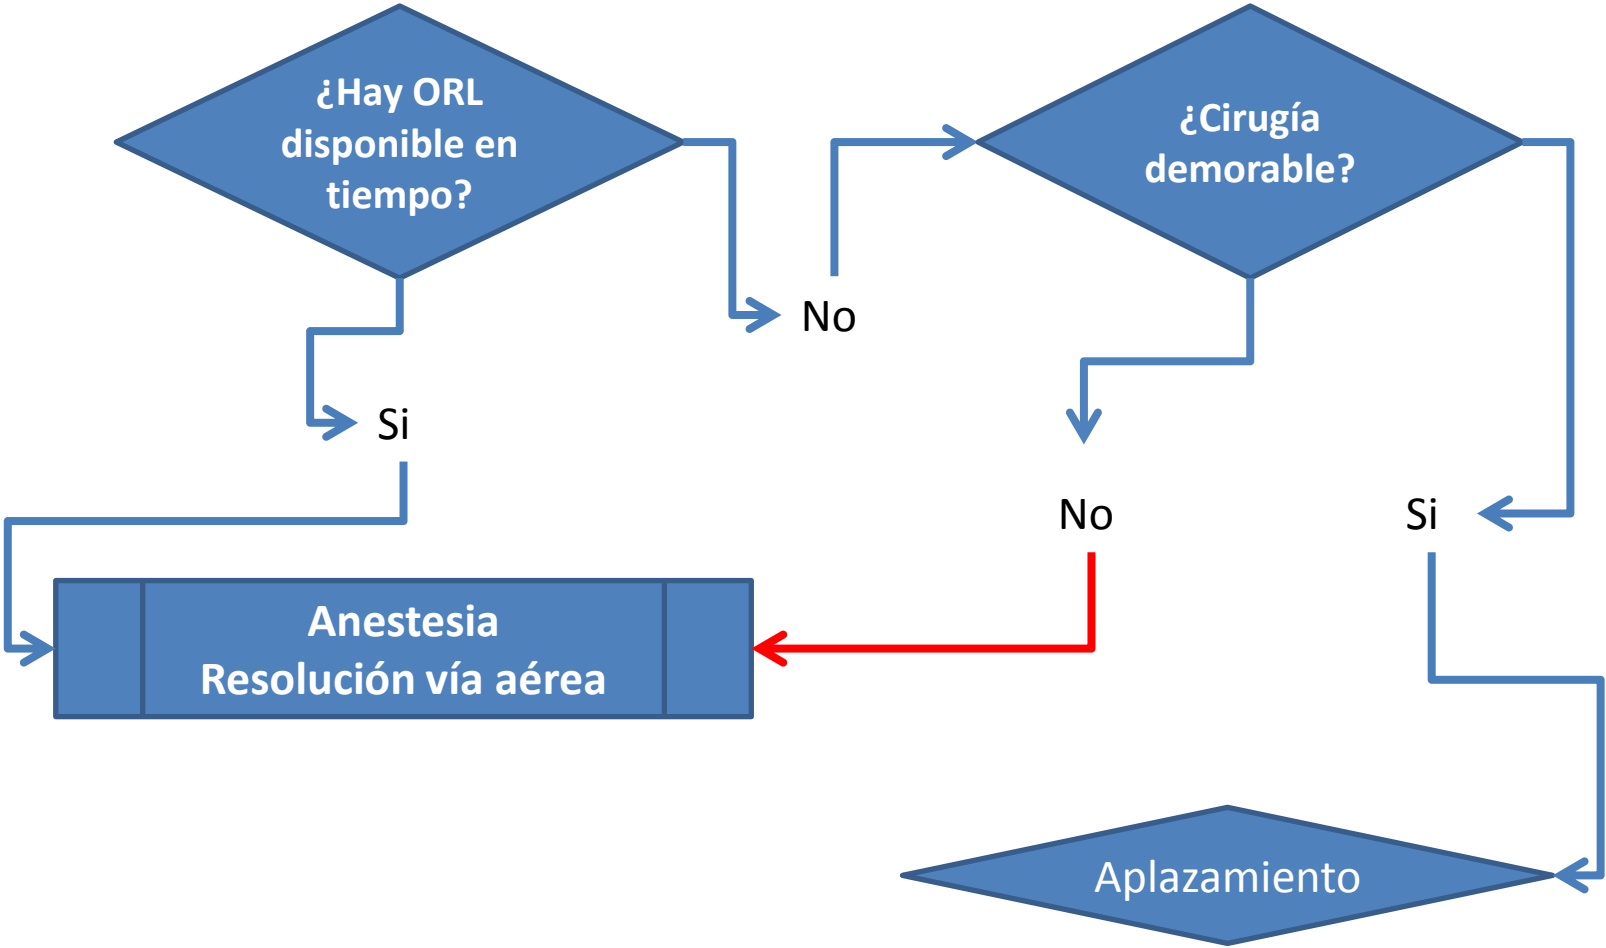 ¿Hay ORL
disponible en
tiempo?
¿Cirugía
demorable?
No
Si
No
Si
Anestesia
Resolución vía aérea
Aplazamiento